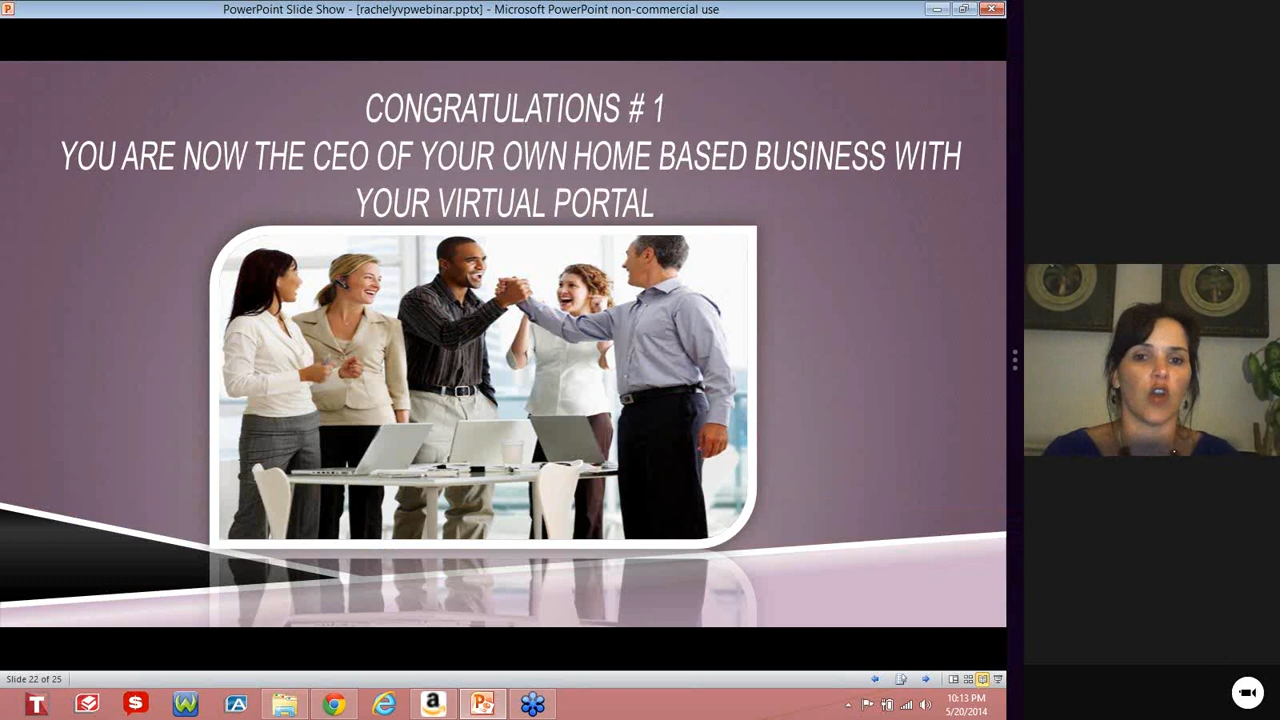 PowerPoint Slide Show - [rachelyvpwebinar.pptx] - Microsoft PowerPoint non-commercial use
CONGRATULATIONS # 1
YOU ARE NOW THE CEO OF YOUR OWN HOME BASED BUSINESS WITH
YOUR VIRTUAL PORTAL
Slide 22 of 25
10:13 PM
5/20/2014